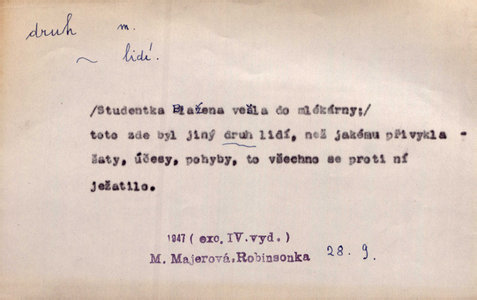 druh m.
~ lidí.
/Studentka Blažena vešla do mlékárny:/
toto zde byl jiný druh lidí, než jakému přivykla -
šaty, účesy, pohyby, to všechno se proti ní
ježatilo.
1947 ( exc. IV. vyd. )
M. Majerová, Robinsonka 28. 9.